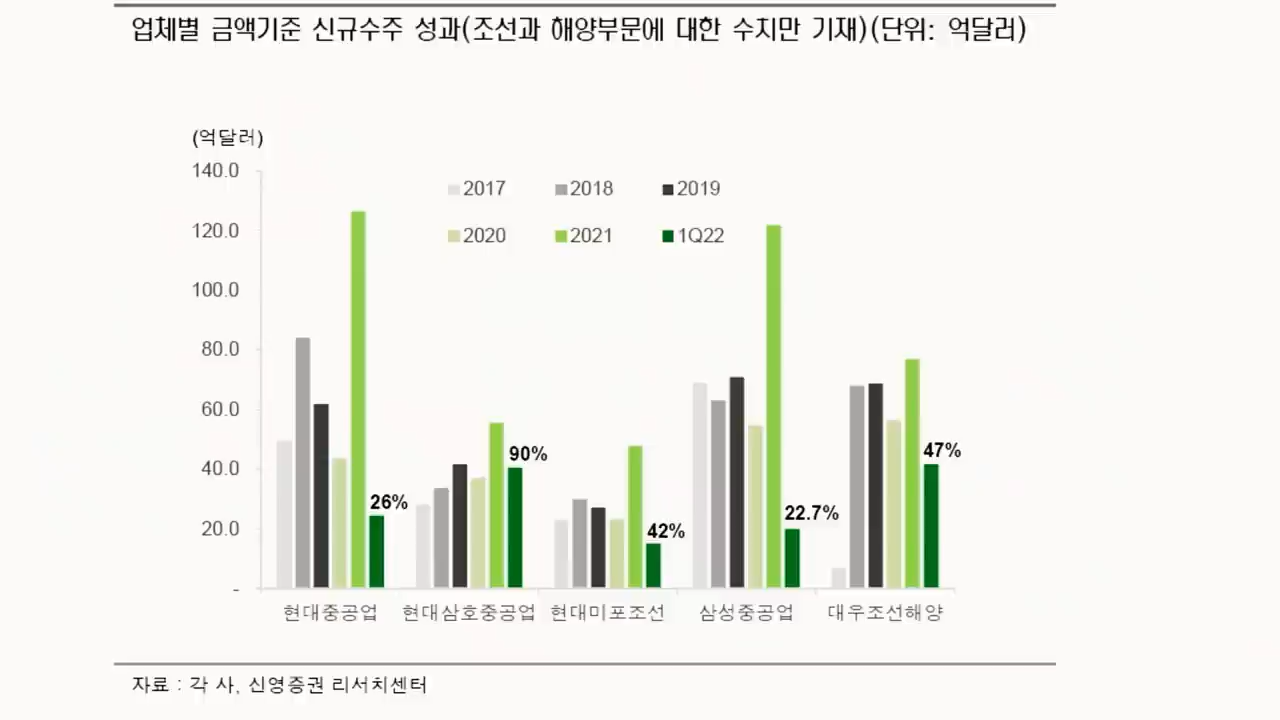 업체별 금액기준 신규수주 성과(조선과 해양부문에 대한 수지만 기재)(단위: 억달러)
(억달러)
140.0
120.0
100.0
80.0
60.0
40.0
20.0
-
2017 2018 2019
2020 2021 1Q22
26%
90%
42%
22.7%
47%
현대중공업 현대삼호중공업 현대미포조선 삼성중공업 대우조선해양
자료 : 각 사, 신영증권 리서치센터